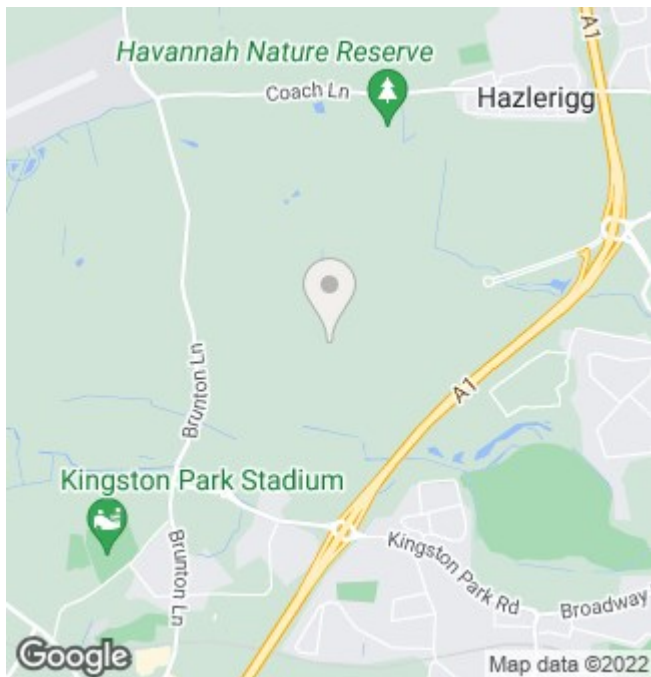 A1
Havannah Nature Reserve
Coach Ln
Hazlerigg
Brunton Ln
A1
Kingston Park Stadium
Brunton Ln
Kingston Park Rd
Broadway
Google
Map data ©2022